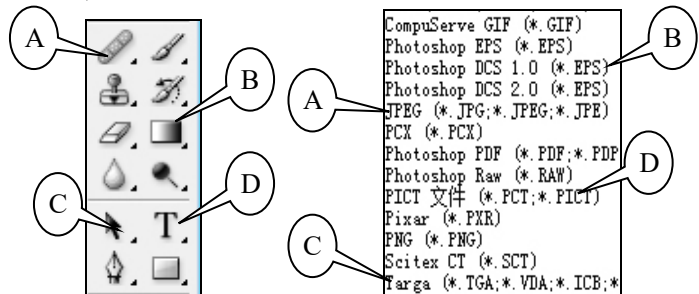 A
B
C
D
T
CompuServe GIF (*.GIF)
Photoshop EPS (*.EPS)
Photoshop DCS 1.0 (*.EPS)
Photoshop DCS 2.0 (*.EPS)
JPEG (*.JPG;*.JPEG;*.JPE)
PCX (*.PCX)
Photoshop PDF (*.PDF;*.PDP
Photoshop Raw (*.RAW)
PICT 文件 (*.PCT;*.PICT)
Pixar (*.PXR)
PNG (*.PNG)
Scitex CT (*.SCT)
Targa (*.TGA;*.VDA;*.ICB;*
A
B
C
D